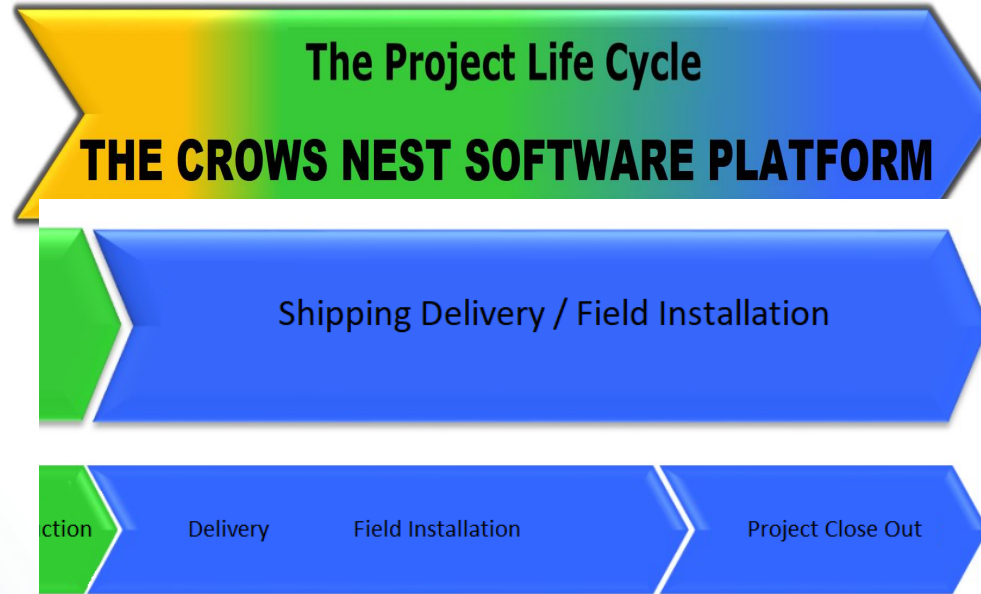 The Project Life Cycle
THE CROWS NEST SOFTWARE PLATFORM
Shipping Delivery / Field Installation
ction Delivery Field Installation Project Close Out